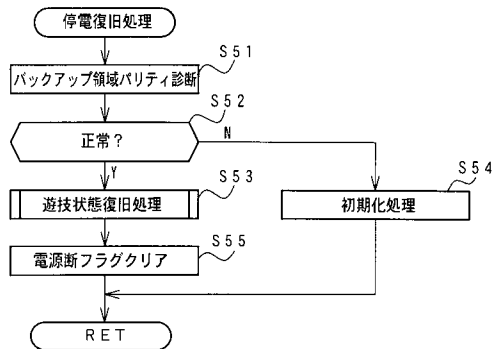 停電復旧処理
S51
バックアップ領域パリティ診断
S52
正常？
N
Y
S53
遊技状態復旧処理
S54
初期化処理
S55
電源断フラグクリア
RET